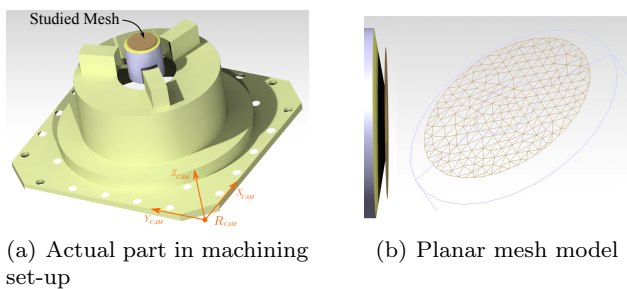 Studied Mesh
Z_CAM
X_CAM
Y_CAM
R_CAM
(a) Actual part in machining
set-up
(b) Planar mesh model